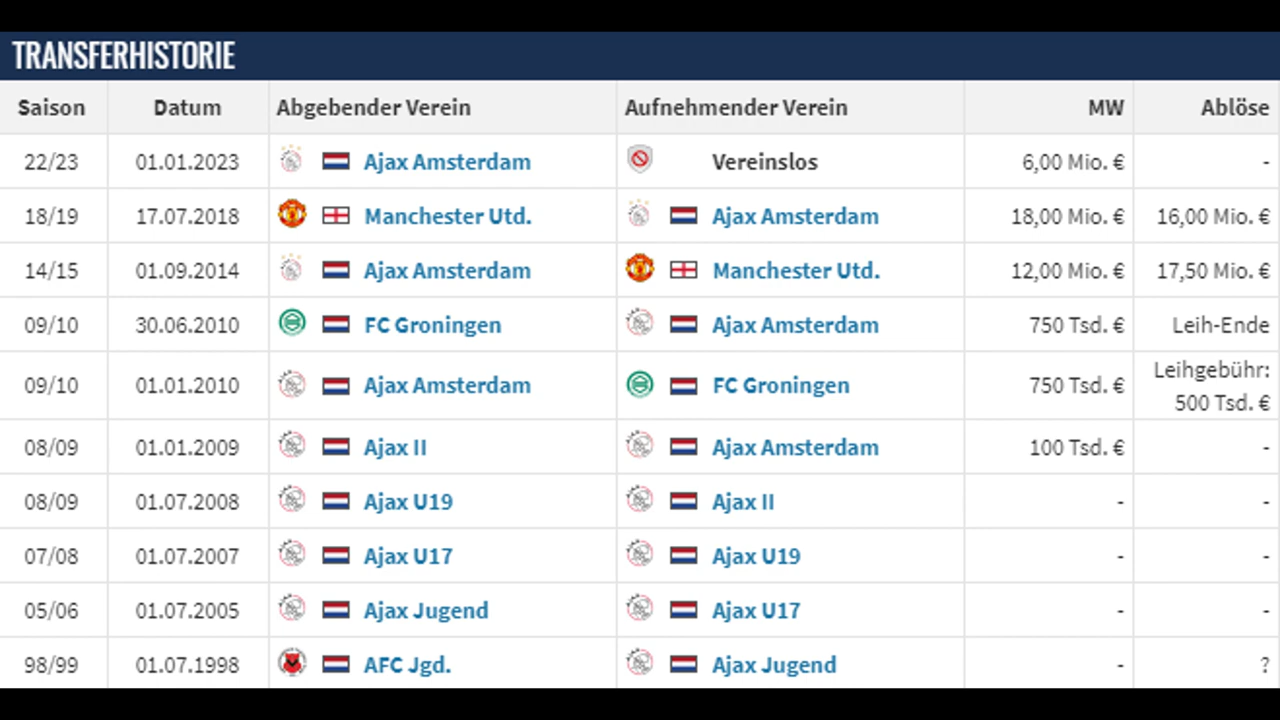 TRANSFERHISTORIE
Saison Datum Abgebender Verein Aufnehmender Verein MW Ablöse
22/23 01.01.2023 Ajax Amsterdam Vereinslos 6,00 Mio. € -
18/19 17.07.2018 Manchester Utd. Ajax Amsterdam 18,00 Mio. € 16,00 Mio. €
14/15 01.09.2014 Ajax Amsterdam Manchester Utd. 12,00 Mio. € 17,50 Mio. €
09/10 30.06.2010 FC Groningen Ajax Amsterdam 750 Tsd. € Leih-Ende
09/10 01.01.2010 Ajax Amsterdam FC Groningen 750 Tsd. € Leihgebühr:
500 Tsd. €
08/09 01.01.2009 Ajax II Ajax Amsterdam 100 Tsd. € -
08/09 01.07.2008 Ajax U19 Ajax II - -
07/08 01.07.2007 Ajax U17 Ajax U19 - -
05/06 01.07.2005 Ajax Jugend Ajax U17 - -
98/99 01.07.1998 AFC Jgd. Ajax Jugend - ?